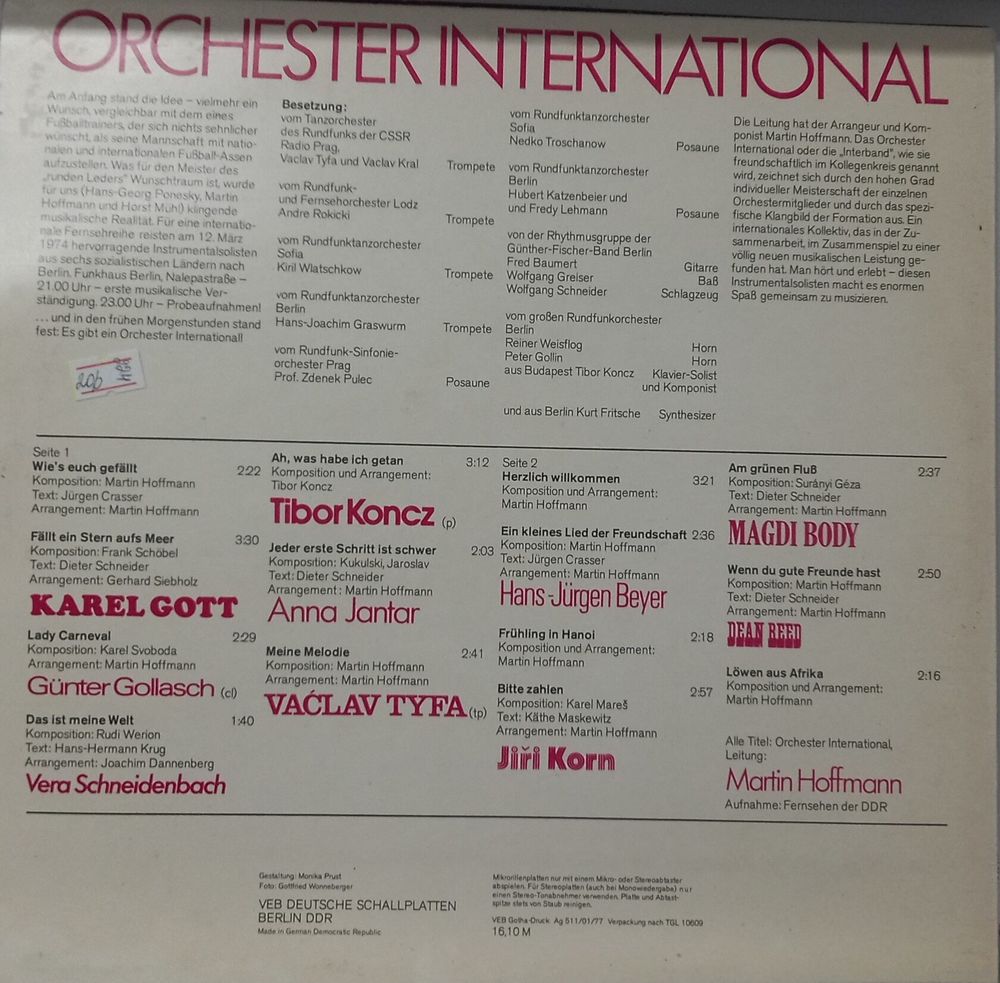 ORCHESTER INTERNATIONAL
Am Anfang stand die Idee – vielmehr ein
Wunsch, vergleichbar mit dem eines
Fußballtrainers, der sich nichts sehnlicher
wünscht, als seine Mannschaft mit natio-
nalen und internationalen Fußball-Assen
aufzustellen. Was für den Meister des
„runden Leders" Wunschtraum ist, wurde
für uns (Hans-Georg Ponesky, Martin
Hoffmann und Horst Mühl) klingende
musikalische Realität. Für eine internatio-
nale Fernsehreihe reisten am 12. März
1974 hervorragende Instrumentalsolisten
aus sechs sozialistischen Ländern nach
Berlin. Funkhaus Berlin, Nalepastraße –
21.00 Uhr – erste musikalische Ver-
ständigung. 23.00 Uhr – Probeaufnahmen!
... und in den frühen Morgenstunden stand
fest: Es gibt ein Orchester International!
20б
Besetzung:
vom Tanzorchester
des Rundfunks der CSSR
Radio Prag,
Vaclav Tyfa und Vaclav Kral Trompete
vom Rundfunk-
und Fernsehorchester Lodz
Andre Rokicki Trompete
vom Rundfunktanzorchester
Sofia
Kiril Wlatschkow Trompete
vom Rundfunktanzorchester
Berlin
Hans-Joachim Graswurm Trompete
vom Rundfunk-Sinfonie-
orchester Prag
Prof. Zdenek Pulec Posaune
vom Rundfunktanzorchester
Sofia
Nedko Troschanow Posaune
vom Rundfunktanzorchester
Berlin
Hubert Katzenbeier und
und Fredy Lehmann Posaune
von der Rhythmusgruppe der
Günther-Fischer-Band Berlin
Fred Baumert Gitarre
Wolfgang Greiser Baß
Wolfgang Schneider Schlagzeug
vom großen Rundfunkorchester
Berlin
Reiner Weisflog Horn
Peter Gollin Horn
aus Budapest Tibor Koncz Klavier-Solist
und Komponist
und aus Berlin Kurt Fritsche Synthesizer
Die Leitung hat der Arrangeur und Kom-
ponist Martin Hoffmann. Das Orchester
International oder die „Interband", wie sie
freundschaftlich im Kollegenkreis genannt
wird, zeichnet sich durch den hohen Grad
individueller Meisterschaft der einzelnen
Orchestermitglieder und durch das spezi-
fische Klangbild der Formation aus. Ein
internationales Kollektiv, das in der Zu-
sammenarbeit, im Zusammenspiel zu einer
völlig neuen musikalischen Leistung ge-
funden hat. Man hört und erlebt – diesen
Instrumentalsolisten macht es enormen
Spaß gemeinsam zu musizieren.
Seite 1
Wie's euch gefällt 2:22
Komposition: Martin Hoffmann
Text: Jürgen Crasser
Arrangement: Martin Hoffmann
Fällt ein Stern aufs Meer 3:30
Komposition: Frank Schöbel
Text: Dieter Schneider
Arrangement: Gerhard Siebholz
KAREL GOTT
Lady Carneval 2:29
Komposition: Karel Svoboda
Arrangement: Martin Hoffmann
Günter Gollasch (cl)
Das ist meine Welt 1:40
Komposition: Rudi Werion
Text: Hans-Hermann Krug
Arrangement: Joachim Dannenberg
Vera Schneidenbach
Ah, was habe ich getan 3:12
Komposition und Arrangement:
Tibor Koncz
Tibor Koncz (p)
Jeder erste Schritt ist schwer 2:03
Komposition: Kukulski, Jaroslav
Text: Dieter Schneider
Arrangement: Martin Hoffmann
Anna Jantar
Meine Melodie 2:41
Komposition: Martin Hoffmann
Arrangement: Martin Hoffmann
VAĆLAV TYFA (tp)
Seite 2
Herzlich willkommen 3:21
Komposition und Arrangement:
Martin Hoffmann
Ein kleines Lied der Freundschaft 2:36
Komposition: Martin Hoffmann
Text: Jürgen Crasser
Arrangement: Martin Hoffmann
Hans-Jürgen Beyer
Frühling in Hanoi 2:18
Komposition und Arrangement:
Martin Hoffmann
Bitte zahlen 2:57
Komposition: Karel Mareš
Text: Käthe Maskewitz
Arrangement: Martin Hoffmann
Jiři Korn
Am grünen Fluß 2:37
Komposition: Surányi Géza
Text: Dieter Schneider
Arrangement: Martin Hoffmann
MAGDI BODY
Wenn du gute Freunde hast 2:50
Komposition: Martin Hoffmann
Text: Dieter Schneider
Arrangement: Martin Hoffmann
DEAN REED
Löwen aus Afrika 2:16
Komposition und Arrangement:
Martin Hoffmann
Alle Titel: Orchester International,
Leitung:
Martin Hoffmann
Aufnahme: Fernsehen der DDR
Gestaltung: Monika Prust
Foto: Gottfried Wonneberger
VEB DEUTSCHE SCHALLPLATTEN
BERLIN DDR
Made in German Democratic Republic
Mikrorillenplatten nur mit einem Mikro- oder Stereoabtaster
abspielen. Für Stereoplatten (auch bei Monowiedergabe) nur
einen Stereo-Tonabnehmer verwenden. Platte und Abtast-
spitze stets von Staub reinigen.
VEB Gotha-Druck Ag 511/01/77 Verpackung nach TGL 10609
16,10 M